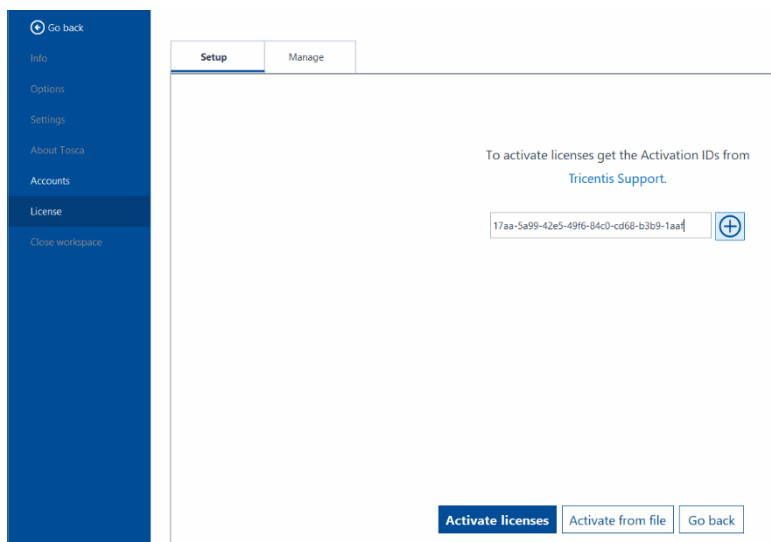 Go back
Info
Options
Settings
About Tosca
Accounts
License
Close workspace
Setup
Manage
To activate licenses get the Activation IDs from
Tricentis Support.
17aa-5a99-42e5-49f6-84c0-cd68-b3b9-1aaf
Activate licenses
Activate from file
Go back